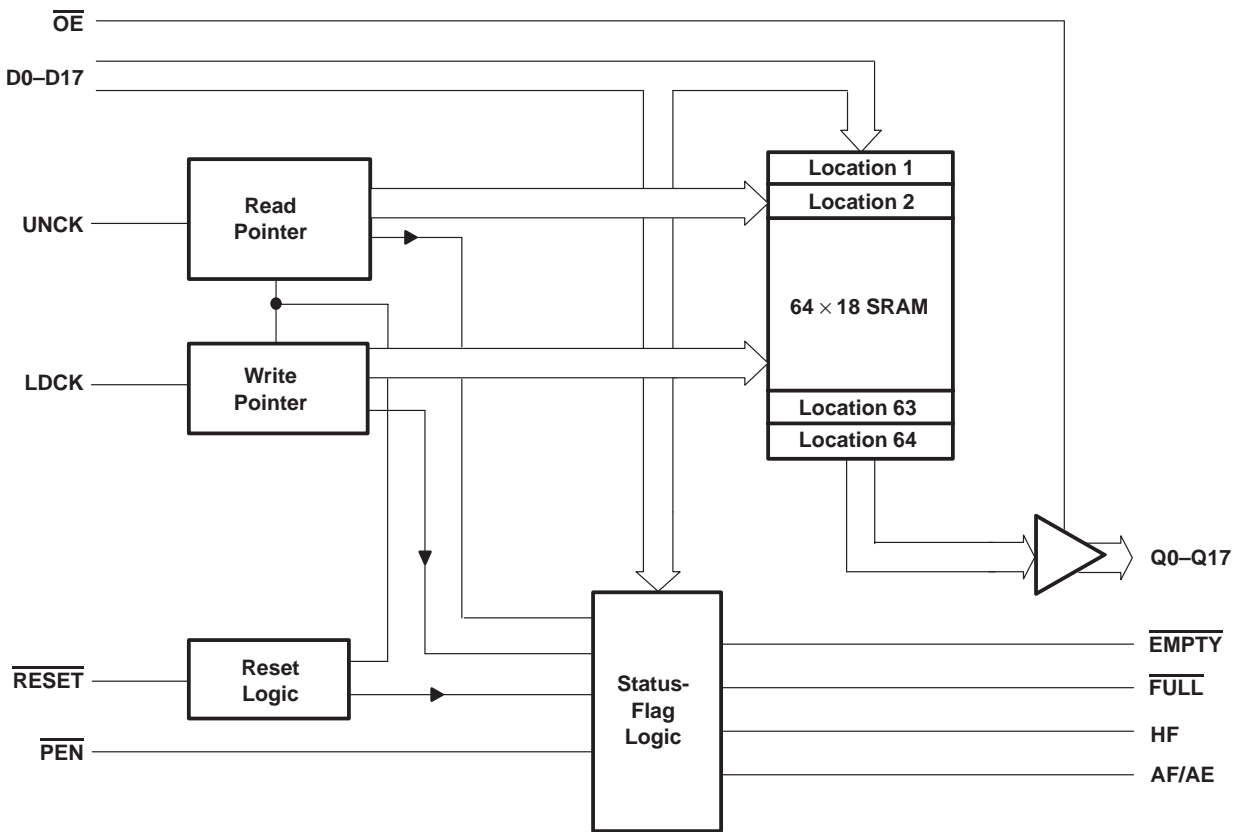 OE
D0–D17
Location 1
Location 2
Read
Pointer
UNCK
64 × 18 SRAM
Write
Pointer
LDCK
Location 63
Location 64
Q0–Q17
EMPTY
Reset
Logic
RESET
Status-
Flag
Logic
FULL
HF
PEN
AF/AE